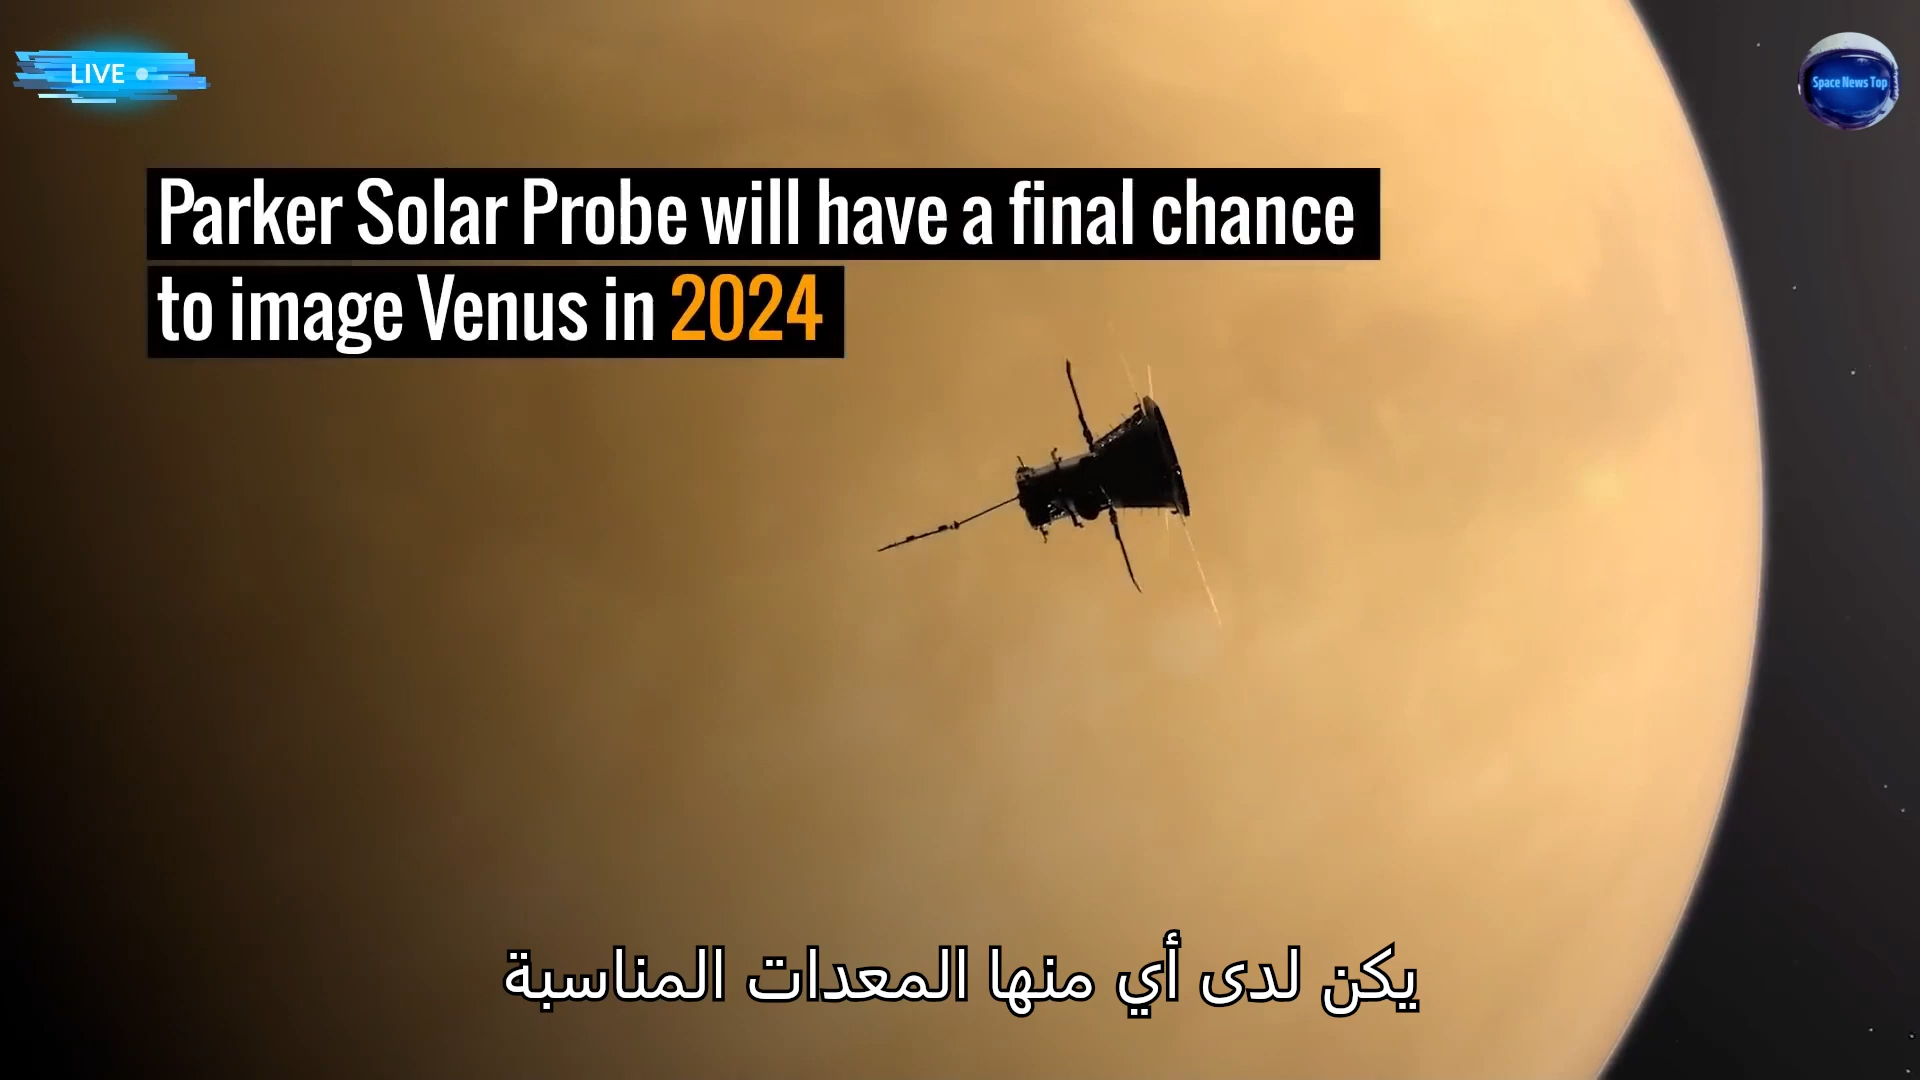 LIVE
Space News Top
Parker Solar Probe will have a final chance
to image Venus in 2024
يكن لدى أي منها المعدات المناسبة